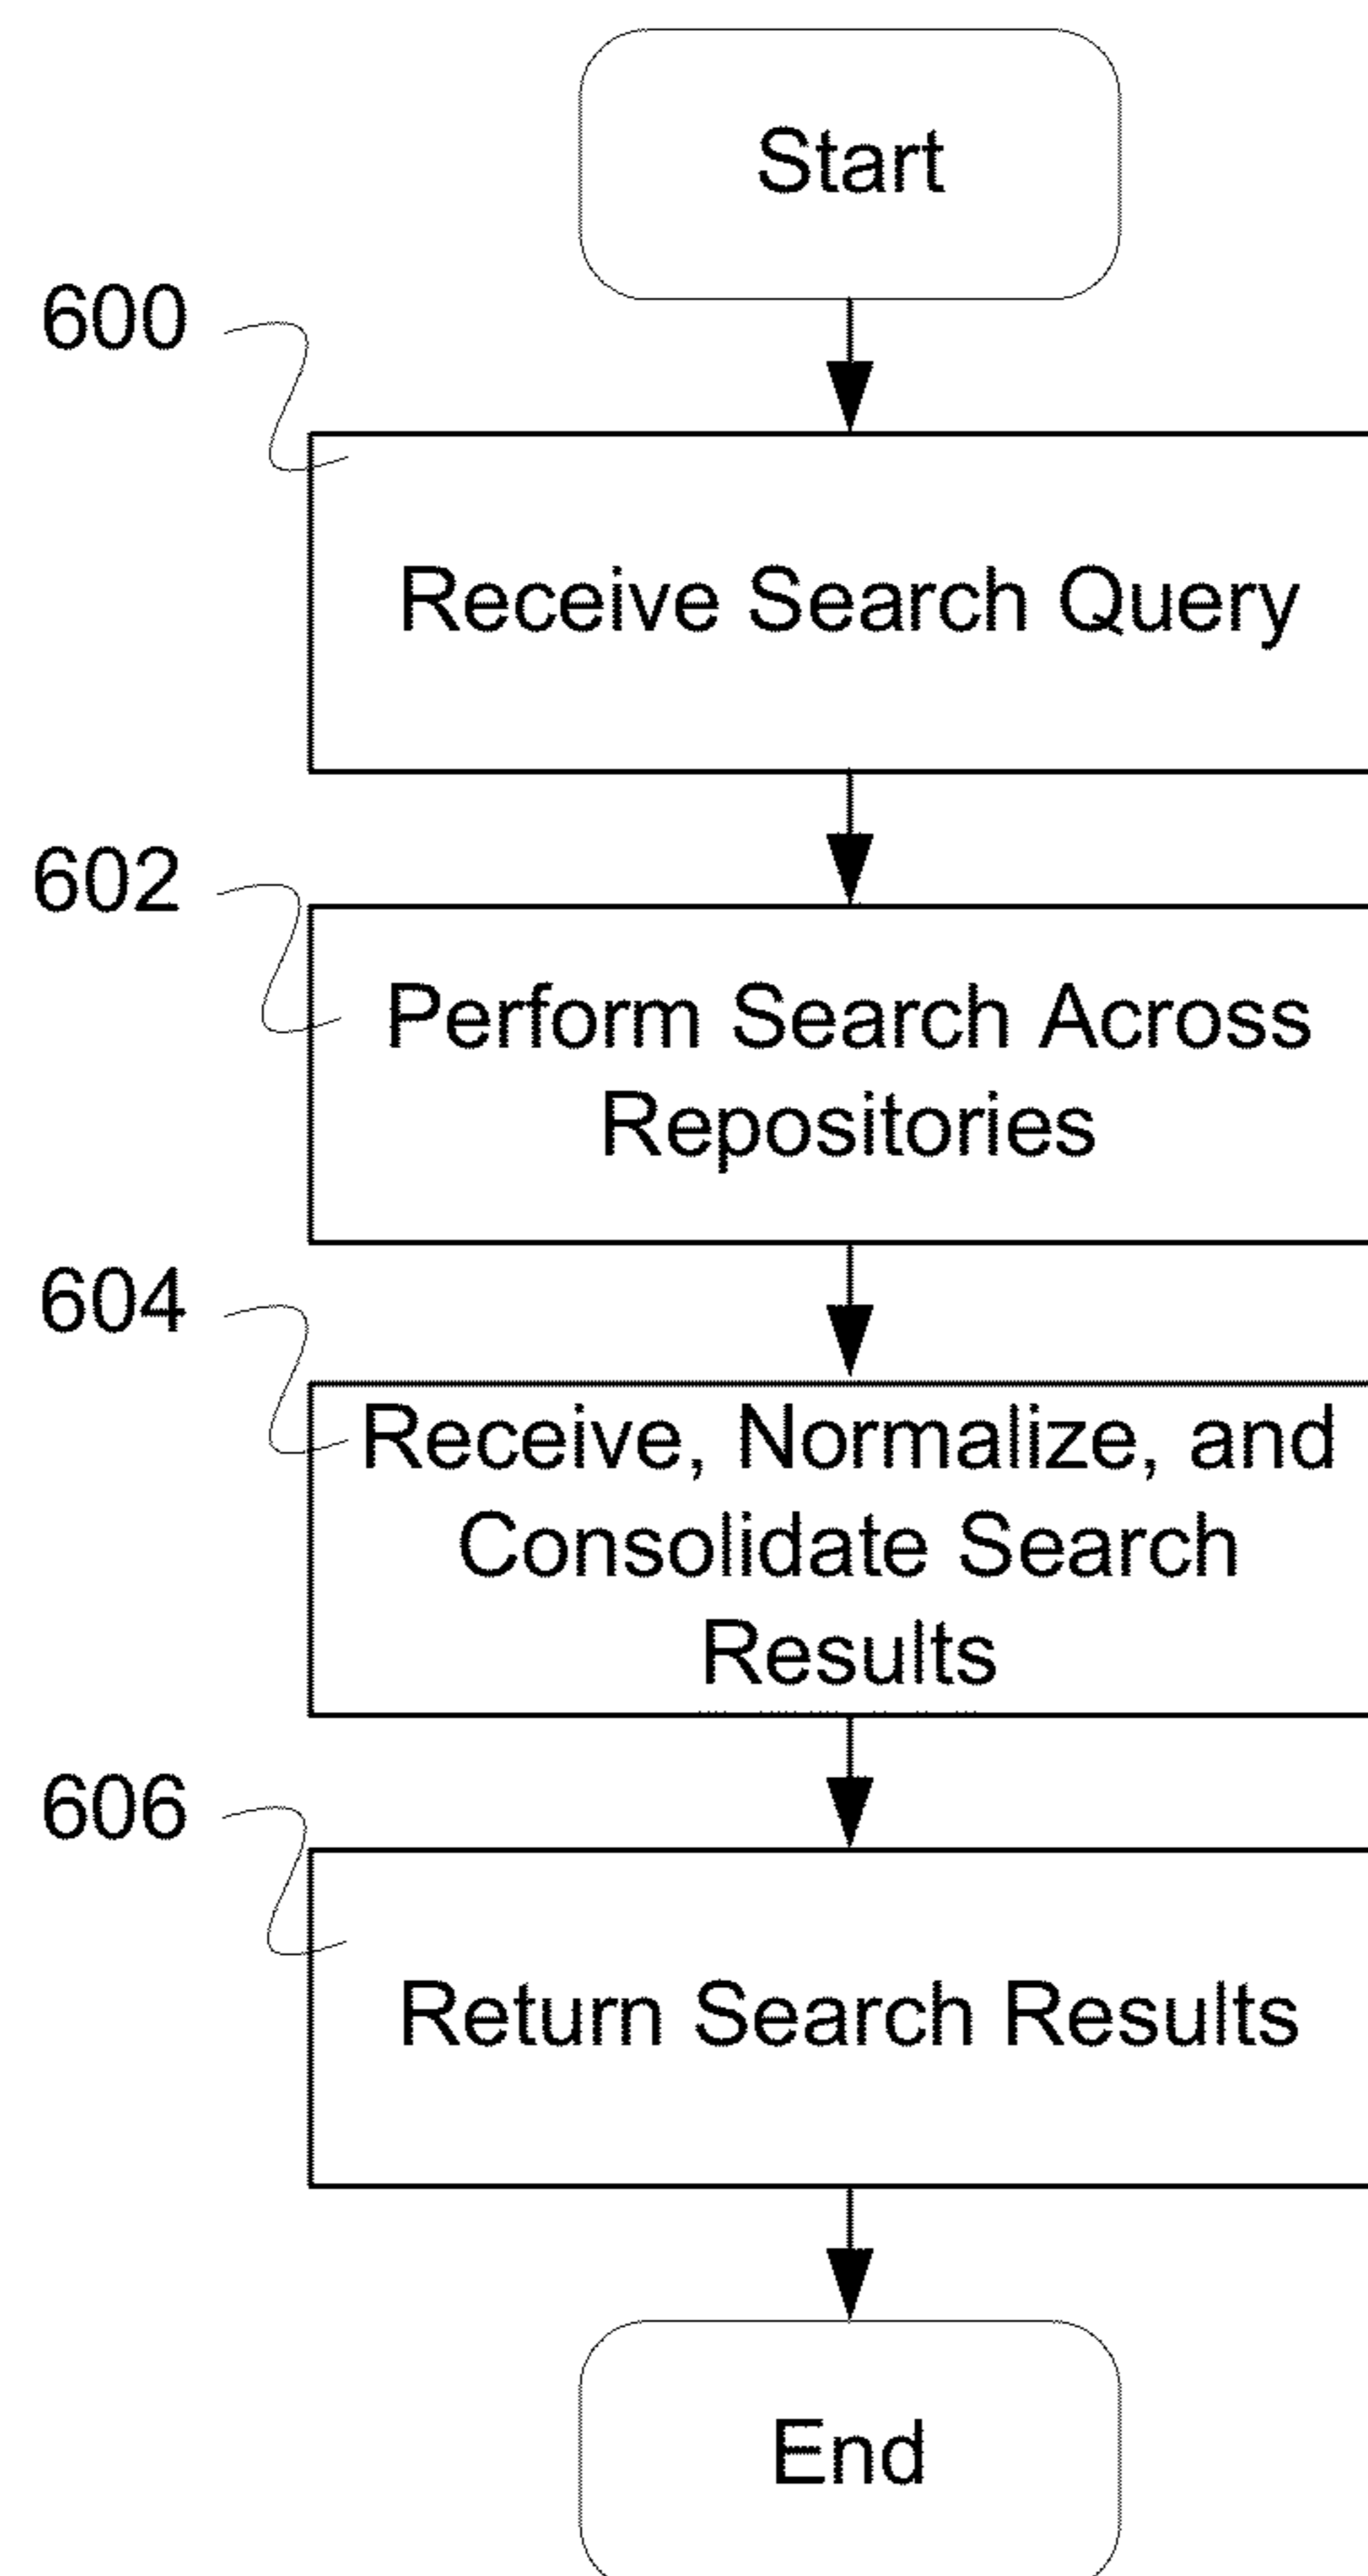 Start
600
Receive Search Query
602
Perform Search Across
Repositories
604
Receive, Normalize, and
Consolidate Search
Results
606
Return Search Results
End